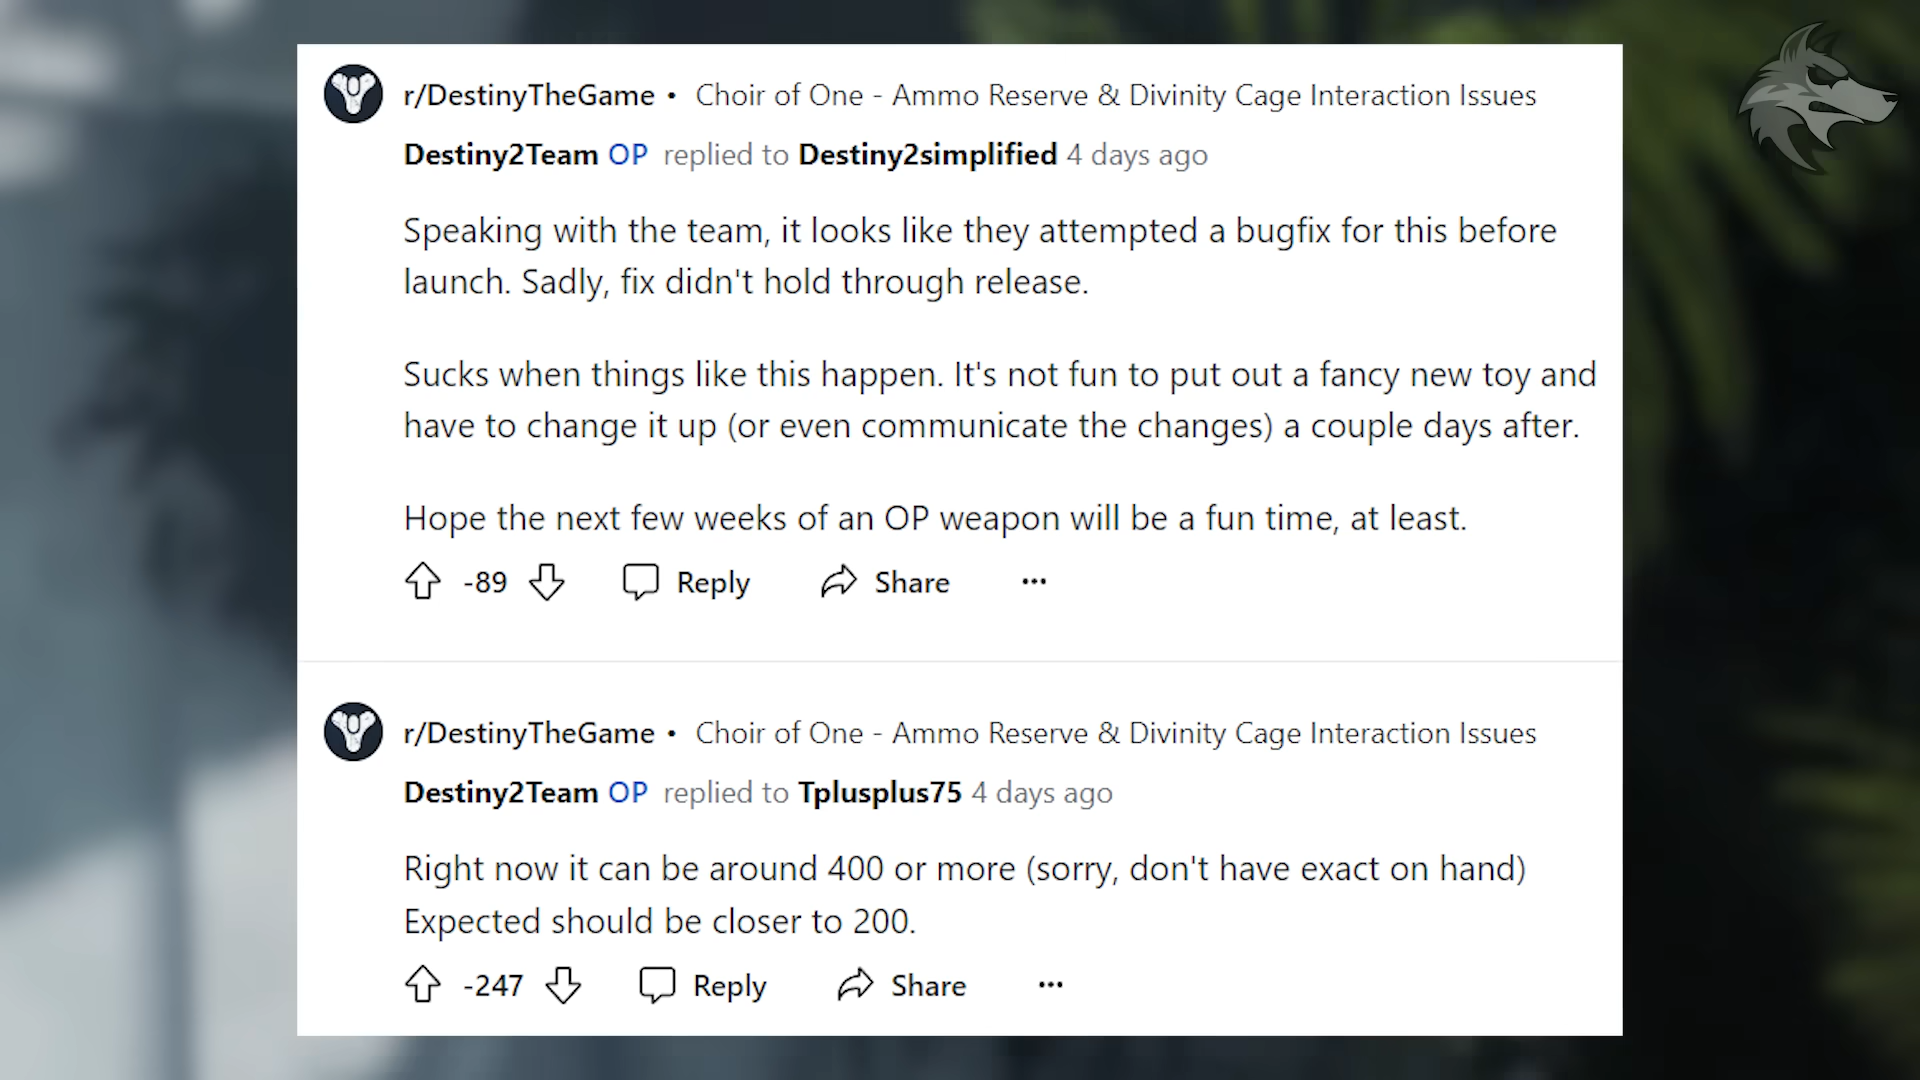 r/DestinyTheGame • Choir of One - Ammo Reserve & Divinity Cage Interaction Issues
Destiny2Team OP replied to Destiny2simplified 4 days ago
Speaking with the team, it looks like they attempted a bugfix for this before
launch. Sadly, fix didn't hold through release.
Sucks when things like this happen. It's not fun to put out a fancy new toy and
have to change it up (or even communicate the changes) a couple days after.
Hope the next few weeks of an OP weapon will be a fun time, at least.
-89 Reply Share ···
r/DestinyTheGame • Choir of One - Ammo Reserve & Divinity Cage Interaction Issues
Destiny2Team OP replied to Tplusplus75 4 days ago
Right now it can be around 400 or more (sorry, don't have exact on hand)
Expected should be closer to 200.
-247 Reply Share ···